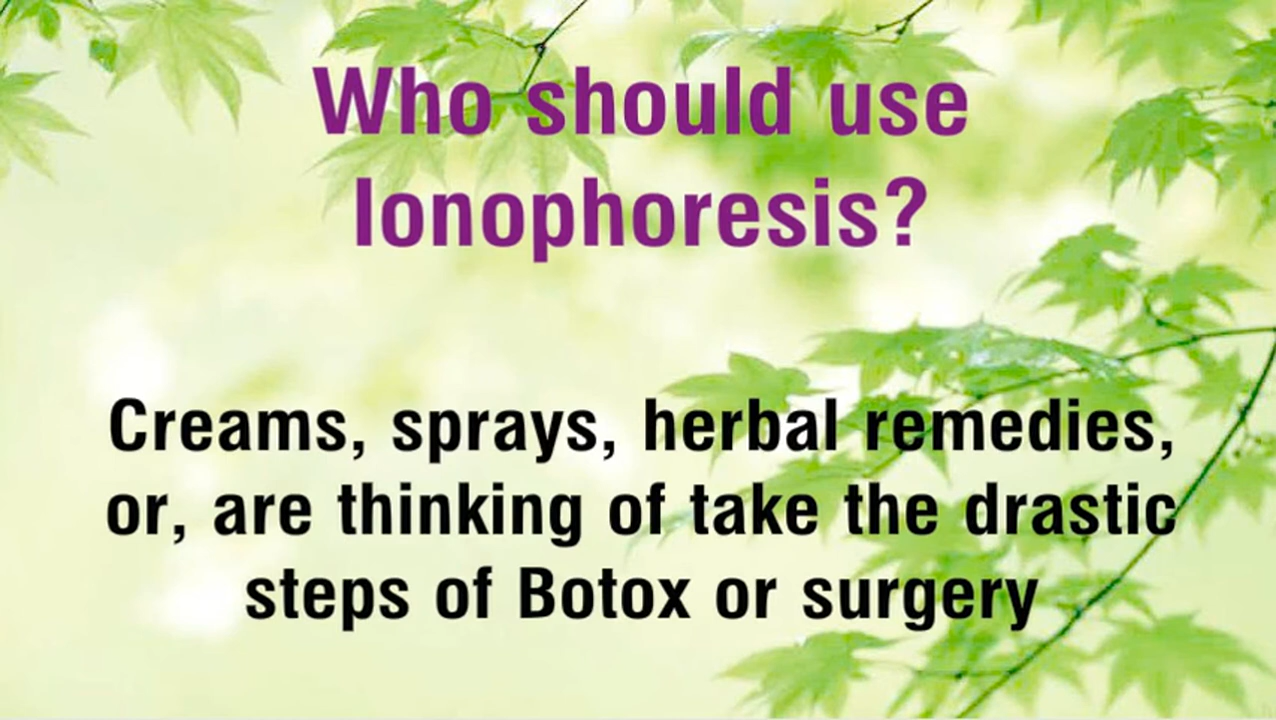 Who should use
Ionophoresis?
Creams, sprays, herbal remedies,
or, are thinking of take the drastic
steps of Botox or surgery